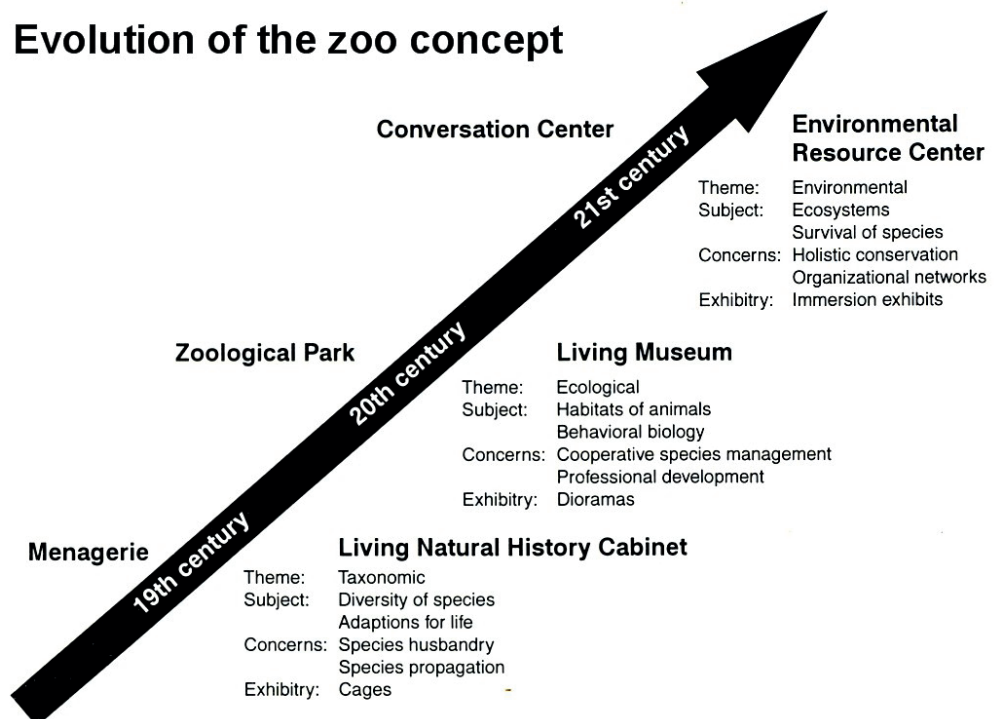 Evolution of the zoo concept
Conversation Center
21st century
Environmental
Resource Center
Theme: Environmental
Subject: Ecosystems
Survival of species
Concerns: Holistic conservation
Organizational networks
Exhibitry: Immersion exhibits
Zoological Park
20th century
Living Museum
Theme: Ecological
Subject: Habitats of animals
Behavioral biology
Concerns: Cooperative species management
Professional development
Exhibitry: Dioramas
Menagerie
19th century
Living Natural History Cabinet
Theme: Taxonomic
Subject: Diversity of species
Adaptions for life
Concerns: Species husbandry
Species propagation
Exhibitry: Cages